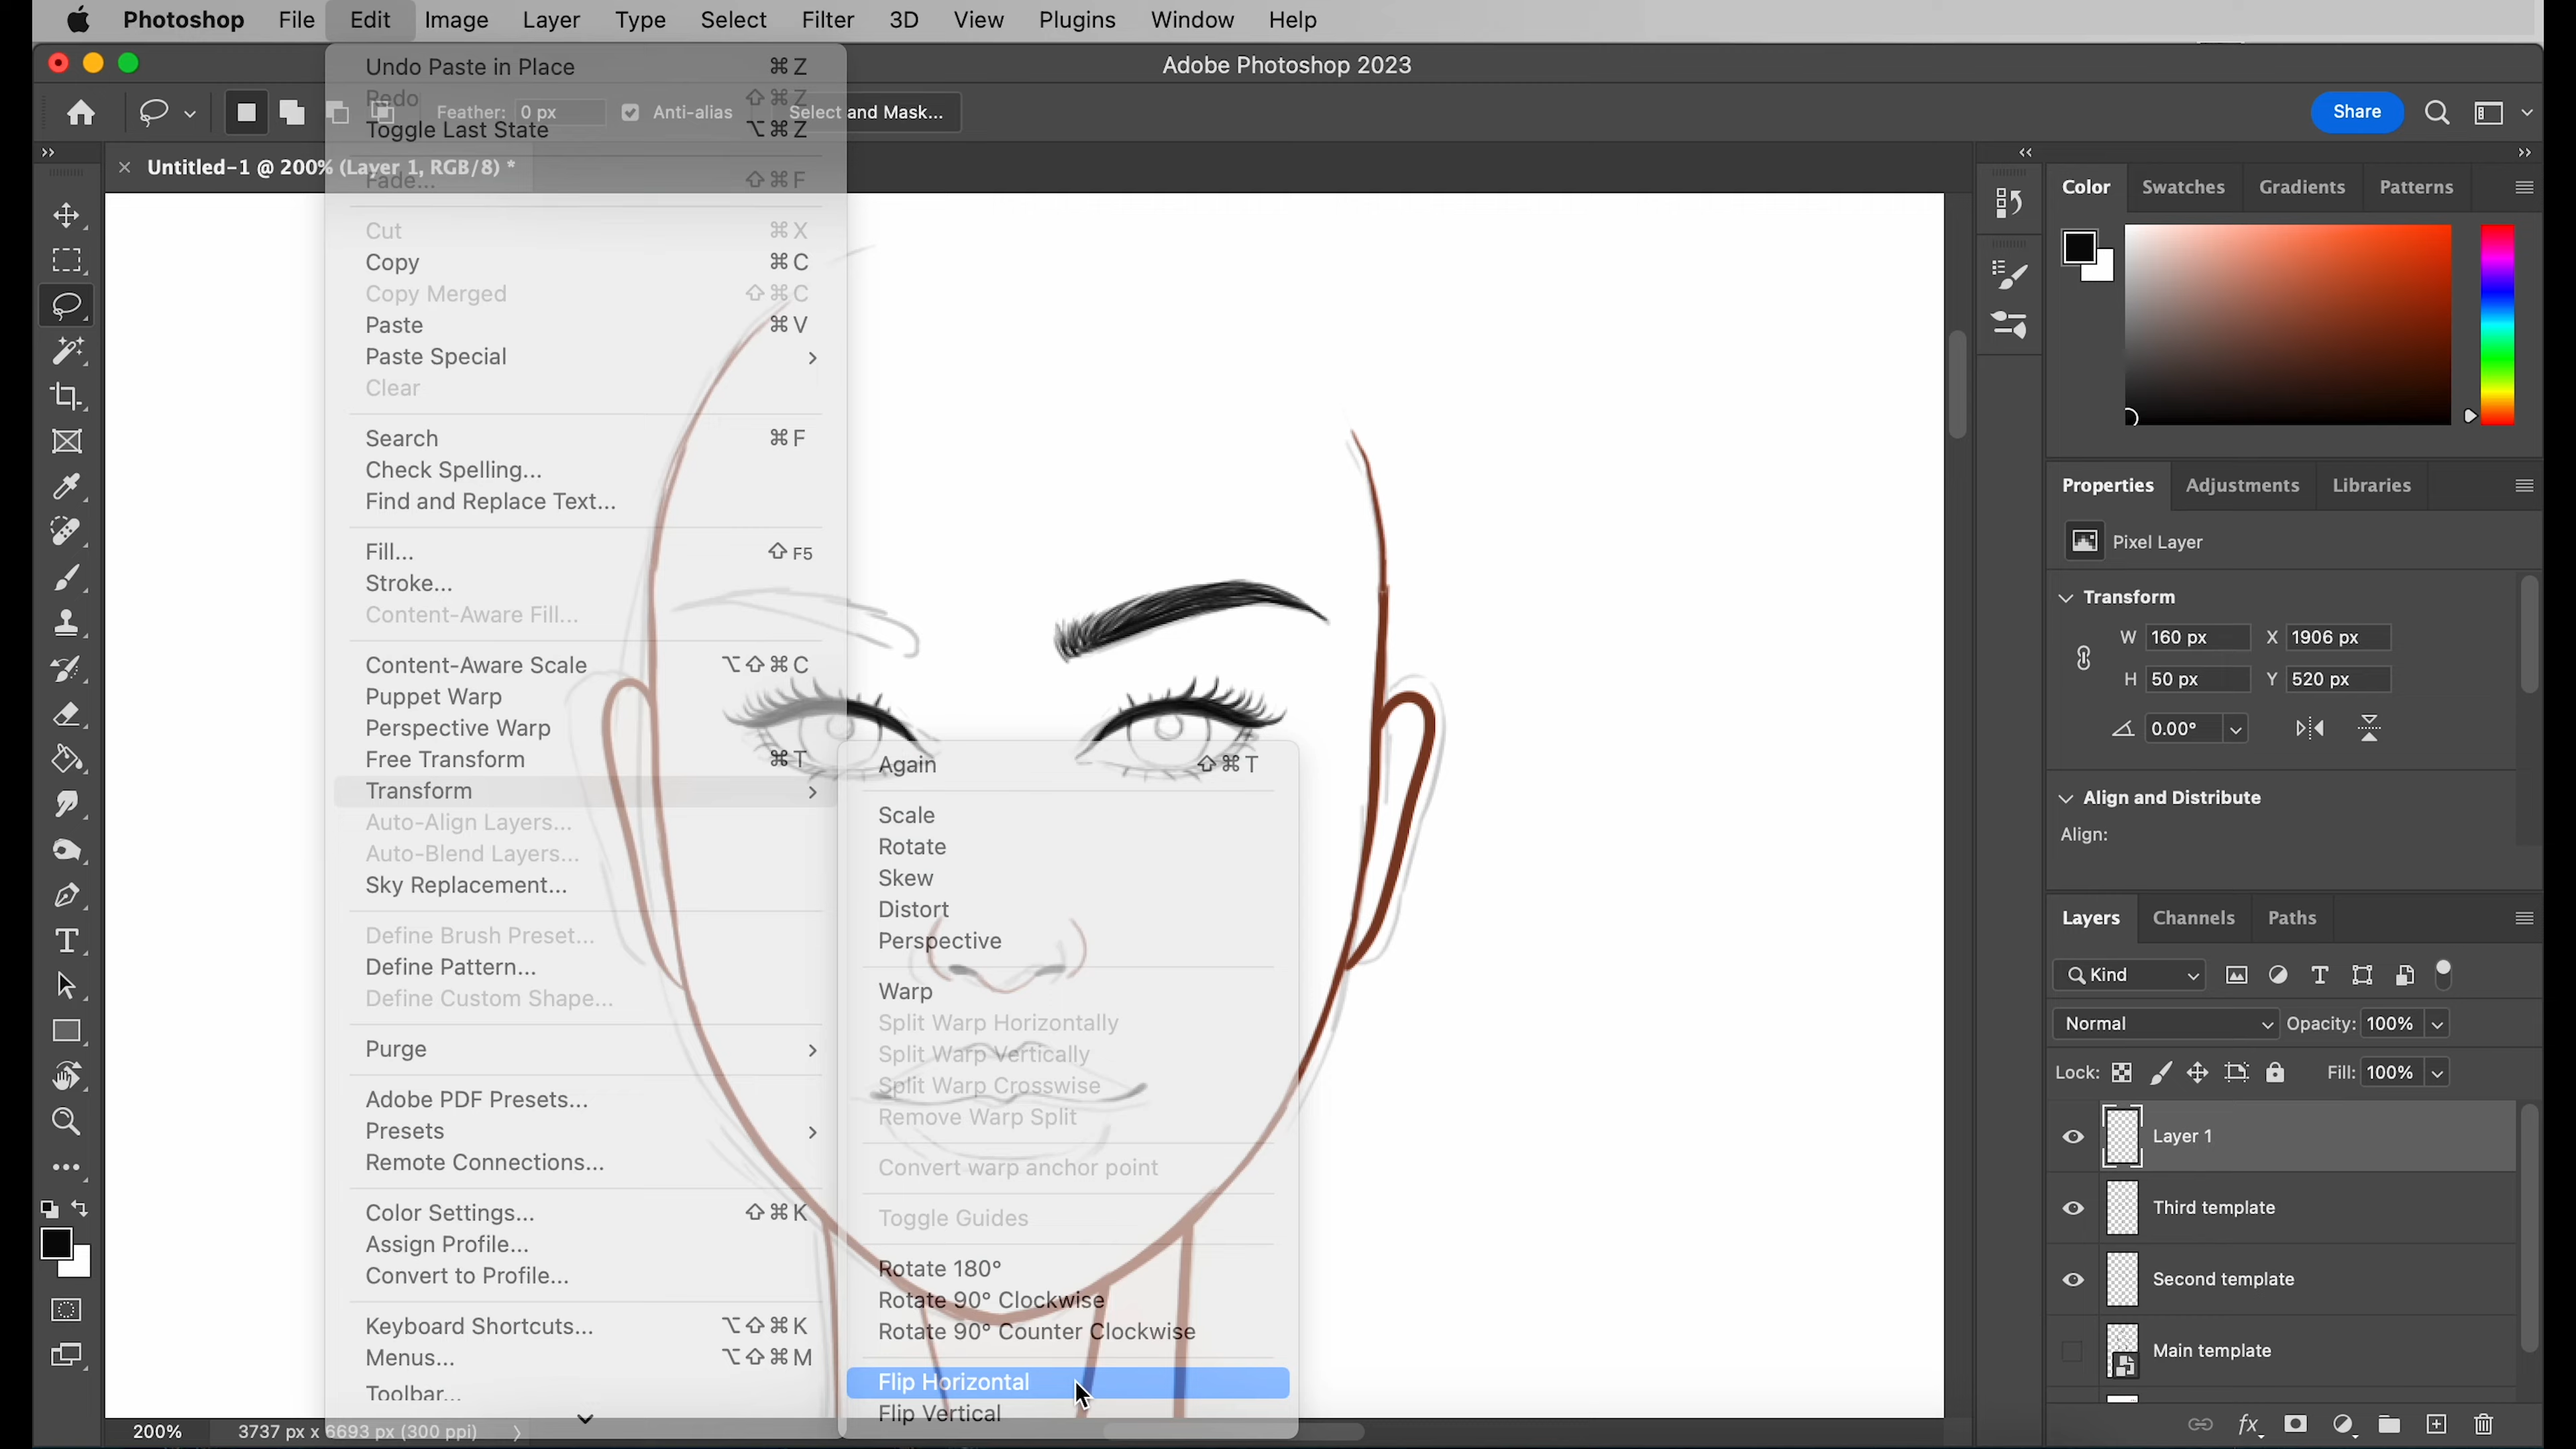 Photoshop File Edit Image Layer Type Select Filter 3D View Plugins Window Help
Adobe Photoshop 2023
Feather: 0 px Anti-alias Select and Mask... Share
Untitled-1 @ 200% (Layer 1, RGB/8) *
Undo Paste in Place ⌘ Z
Redo ⇧ ⌘ Z
Toggle Last State ⌥ ⌘ Z
Fade... ⇧ ⌘ F
Cut ⌘ X
Copy ⌘ C
Copy Merged ⇧ ⌘ C
Paste ⌘ V
Paste Special
Clear
Search ⌘ F
Check Spelling...
Find and Replace Text...
Fill... ⇧ F5
Stroke...
Content-Aware Fill...
Content-Aware Scale ⌥ ⇧ ⌘ C
Puppet Warp
Perspective Warp
Free Transform ⌘ T
Transform
Auto-Align Layers...
Auto-Blend Layers...
Sky Replacement...
Define Brush Preset...
Define Pattern...
Define Custom Shape...
Purge
Adobe PDF Presets...
Presets
Remote Connections...
Color Settings... ⇧ ⌘ K
Assign Profile...
Convert to Profile...
Keyboard Shortcuts... ⌥ ⇧ ⌘ K
Menus... ⌥ ⇧ ⌘ M
Toolbar...
Again ⇧ ⌘ T
Scale
Rotate
Skew
Distort
Perspective
Warp
Split Warp Horizontally
Split Warp Vertically
Split Warp Crosswise
Remove Warp Split
Convert warp anchor point
Toggle Guides
Rotate 180°
Rotate 90° Clockwise
Rotate 90° Counter Clockwise
Flip Horizontal
Flip Vertical
Color Swatches Gradients Patterns
Properties Adjustments Libraries
Pixel Layer
Transform
W 160 px X 1906 px
H 50 px Y 520 px
0.00°
Align and Distribute
Align:
Layers Channels Paths
Kind
Normal Opacity: 100%
Lock: Fill: 100%
Layer 1
Third template
Second template
Main template
200% 3737 px x 6693 px (300 ppi)